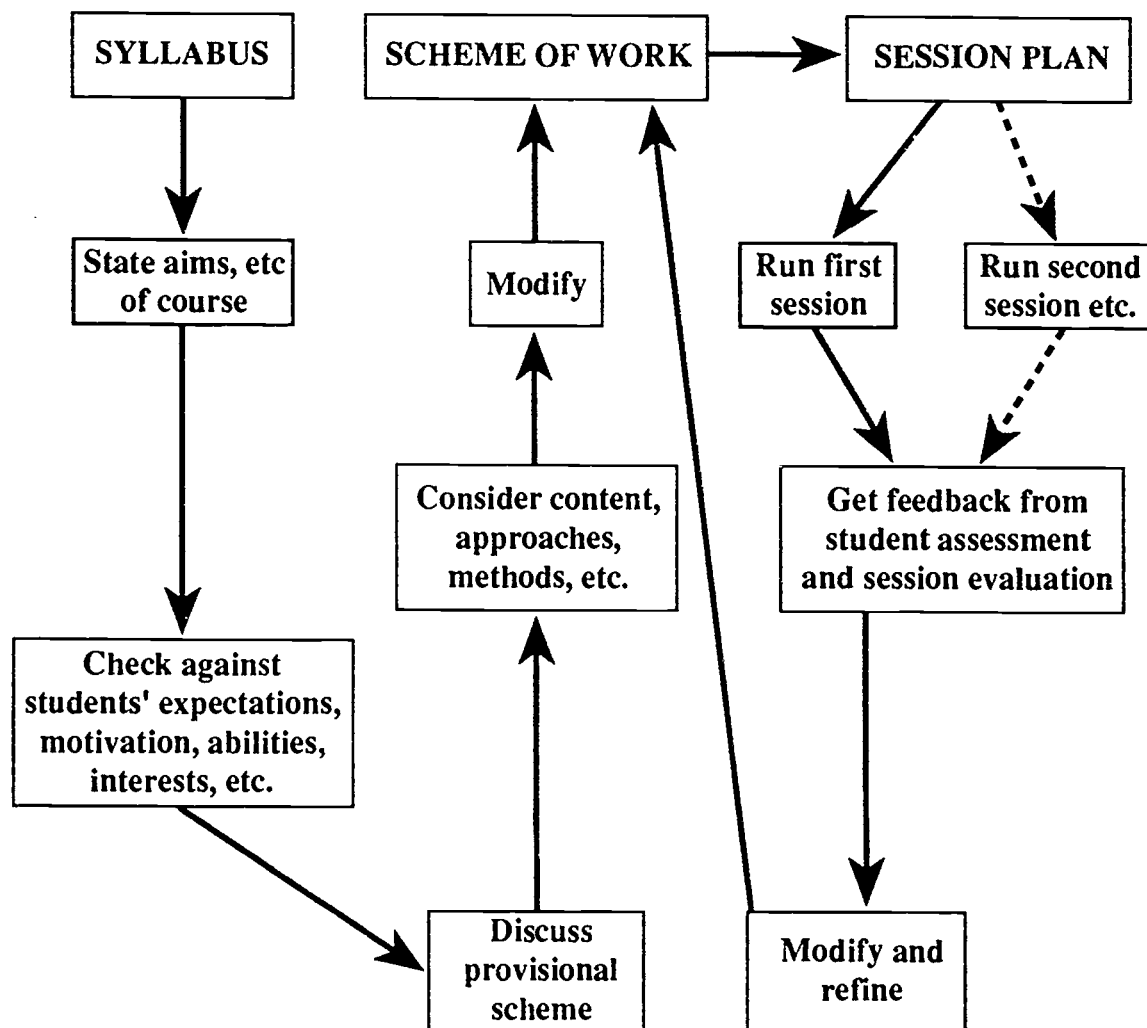 SYLLABUS
State aims, etc
of course
Check against
students' expectations,
motivation, abilities,
interests, etc.
Discuss
provisional
scheme
Consider content,
approaches,
methods, etc.
Modify
SCHEME OF WORK
SESSION PLAN
Run first
session
Run second
session etc.
Get feedback from
student assessment
and session evaluation
Modify and
refine